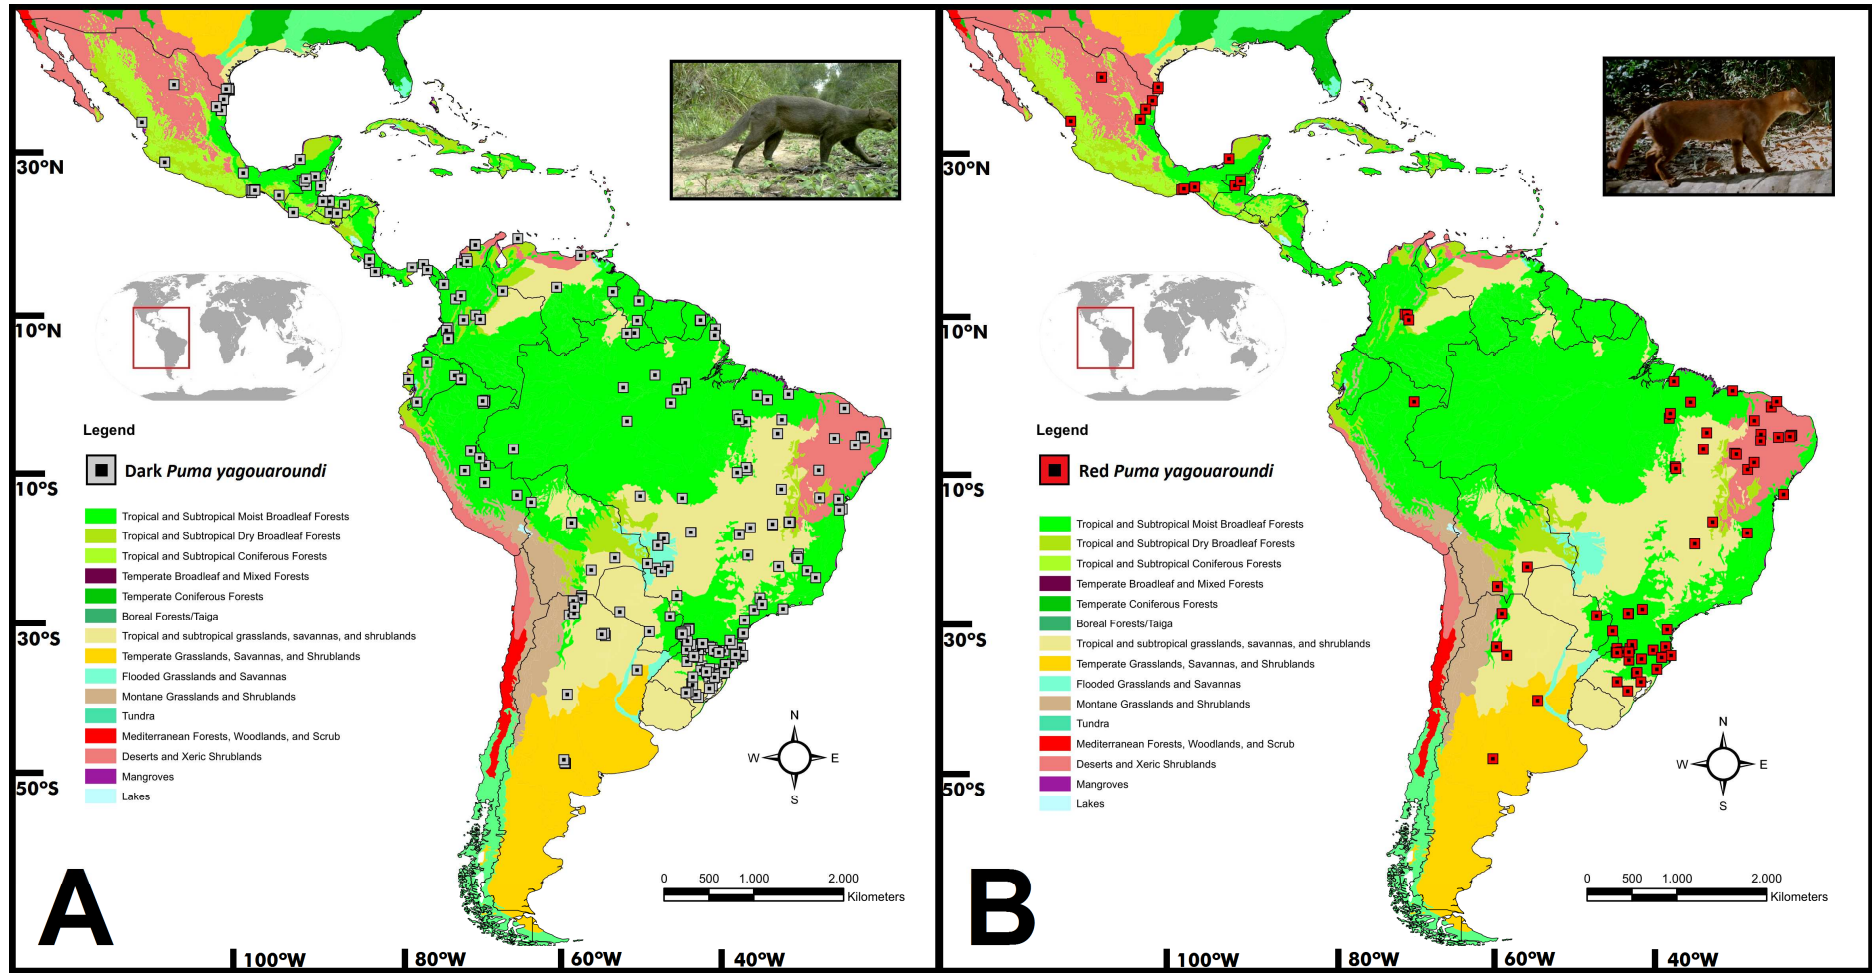 30°N
10°N
10°S
30°S
50°S
Legend
Dark Puma yagouaroundi
Tropical and Subtropical Moist Broadleaf Forests
Tropical and Subtropical Dry Broadleaf Forests
Tropical and Subtropical Coniferous Forests
Temperate Broadleaf and Mixed Forests
Temperate Coniferous Forests
Boreal Forests/Taiga
Tropical and subtropical grasslands, savannas, and shrublands
Temperate Grasslands, Savannas, and Shrublands
Flooded Grasslands and Savannas
Montane Grasslands and Shrublands
Tundra
Mediterranean Forests, Woodlands, and Scrub
Deserts and Xeric Shrublands
Mangroves
Lakes
N
W E
S
0 500 1.000 2.000
Kilometers
A
100°W 80°W 60°W 40°W
30°N
10°N
10°S
30°S
50°S
Legend
Red Puma yagouaroundi
Tropical and Subtropical Moist Broadleaf Forests
Tropical and Subtropical Dry Broadleaf Forests
Tropical and Subtropical Coniferous Forests
Temperate Broadleaf and Mixed Forests
Temperate Coniferous Forests
Boreal Forests/Taiga
Tropical and subtropical grasslands, savannas, and shrublands
Temperate Grasslands, Savannas, and Shrublands
Flooded Grasslands and Savannas
Montane Grasslands and Shrublands
Tundra
Mediterranean Forests, Woodlands, and Scrub
Deserts and Xeric Shrublands
Mangroves
Lakes
N
W E
S
0 500 1.000 2.000
Kilometers
B
100°W 80°W 60°W 40°W